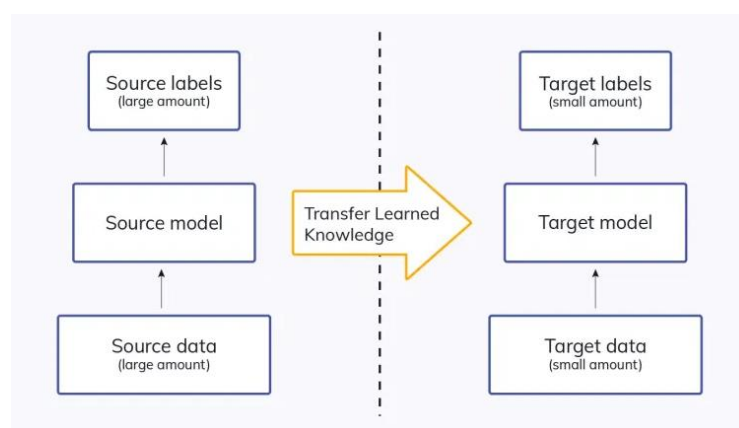 Source labels
(large amount)
Target labels
(small amount)
Source model
Transfer Learned
Knowledge
Target model
Source data
(large amount)
Target data
(small amount)